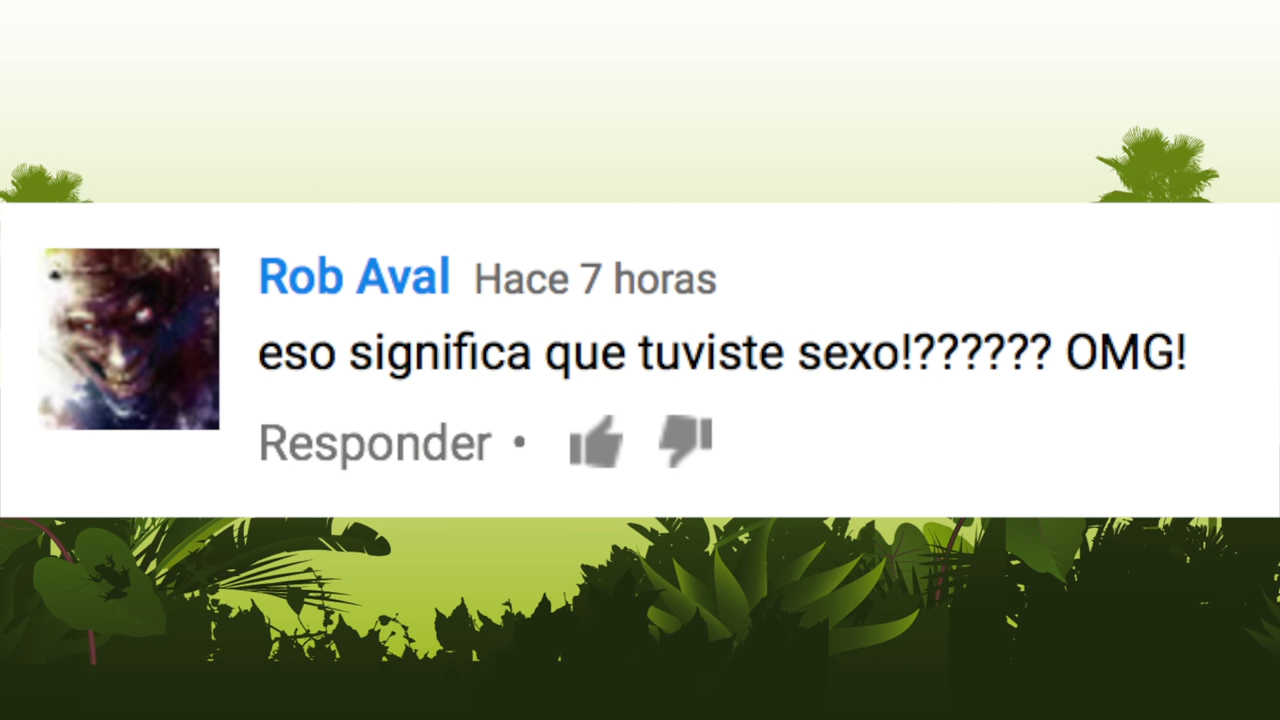 Rob Aval Hace 7 horas
eso significa que tuviste sexo!?????? OMG!
Responder •